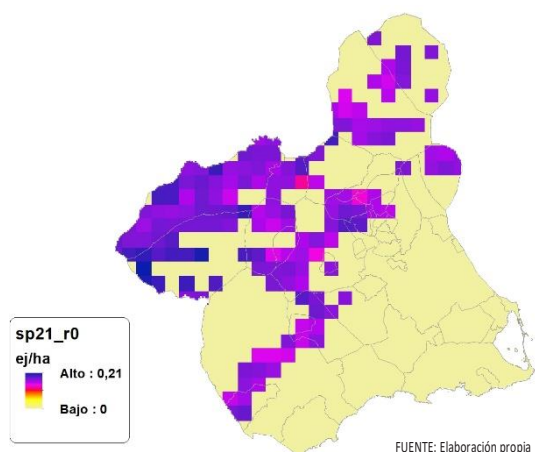 sp21_r0
ej/ha
Alto : 0,21
Bajo : 0
FUENTE: Elaboración propia